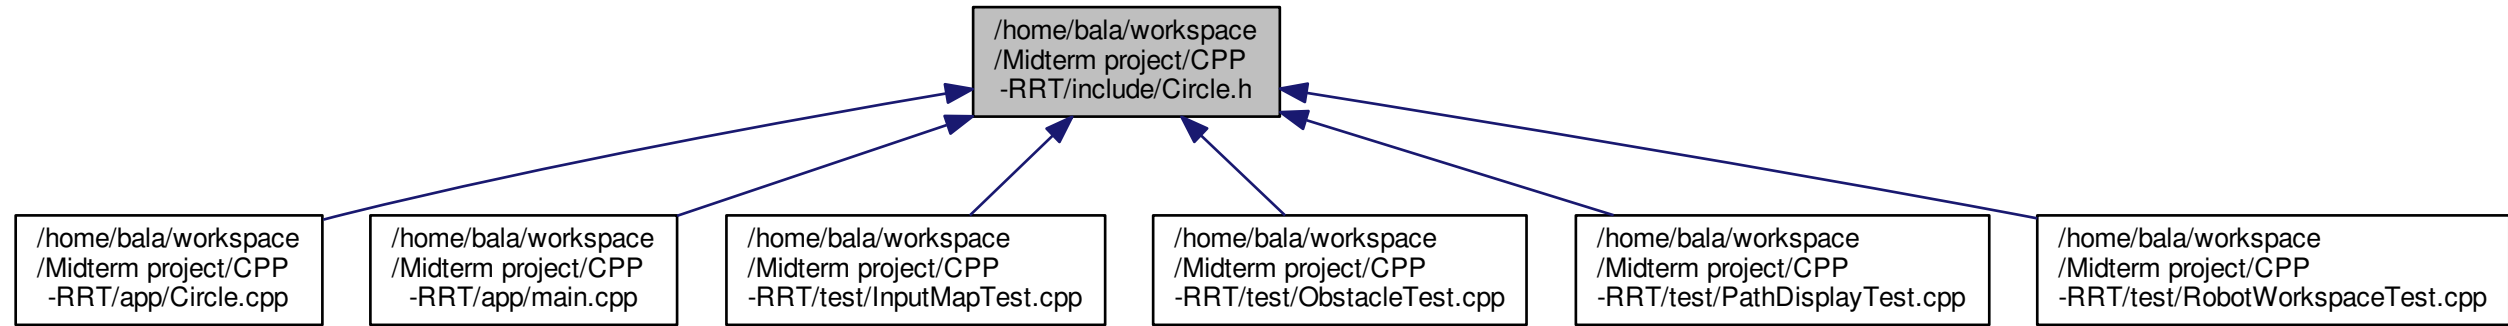 /home/bala/workspace
/Midterm project/CPP
-RRT/include/Circle.h
/home/bala/workspace
/Midterm project/CPP
-RRT/app/Circle.cpp
/home/bala/workspace
/Midterm project/CPP
-RRT/app/main.cpp
/home/bala/workspace
/Midterm project/CPP
-RRT/test/InputMapTest.cpp
/home/bala/workspace
/Midterm project/CPP
-RRT/test/ObstacleTest.cpp
/home/bala/workspace
/Midterm project/CPP
-RRT/test/PathDisplayTest.cpp
/home/bala/workspace
/Midterm project/CPP
-RRT/test/RobotWorkspaceTest.cpp